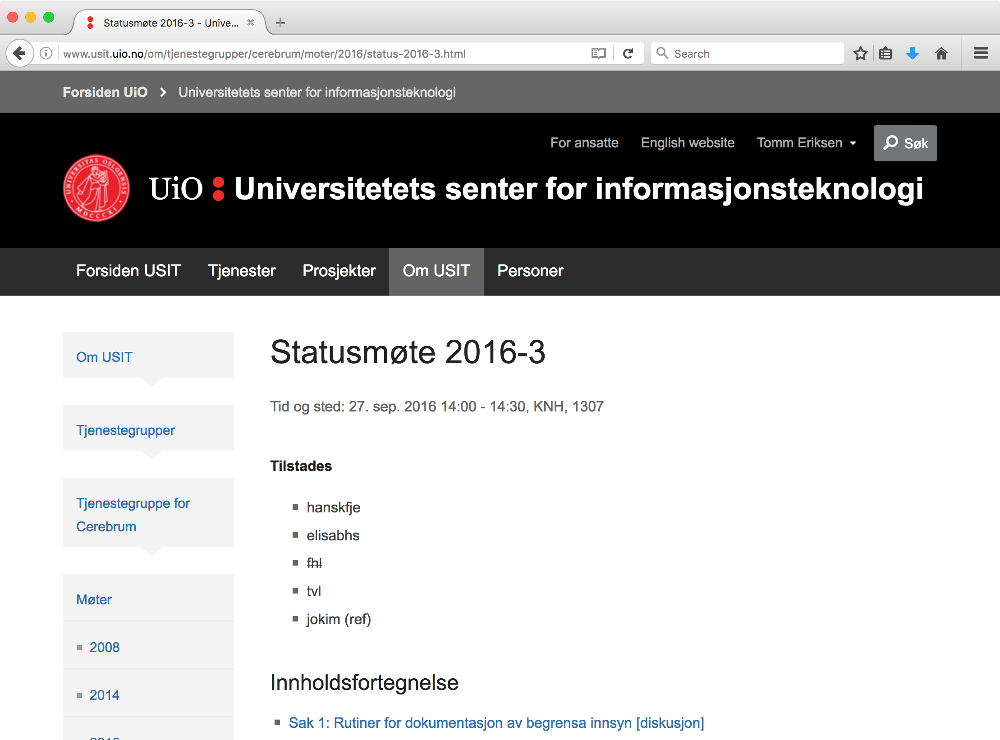 Statusmøte 2016-3 - Unive...
www.usit.uio.no/om/tjenestegrupper/cerebrum/moter/2016/status-2016-3.html
Search
Forsiden UiO
Universitetets senter for informasjonsteknologi
For ansatte
English website
Tomm Eriksen
Søk
UNIVERSITAS OSLOENSIS
MDCCCXI
UiO : Universitetets senter for informasjonsteknologi
Forsiden USIT
Tjenester
Prosjekter
Om USIT
Personer
Om USIT
Tjenestegrupper
Tjenestegruppe for
Cerebrum
Møter
2008
2014
2015
Statusmøte 2016-3
Tid og sted: 27. sep. 2016 14:00 - 14:30, KNH, 1307
Tilstades
hanskfje
elisabhs
fhl
tvl
jokim (ref)
Innholdsfortegnelse
Sak 1: Rutiner for dokumentasjon av begrensa innsyn [diskusjon]